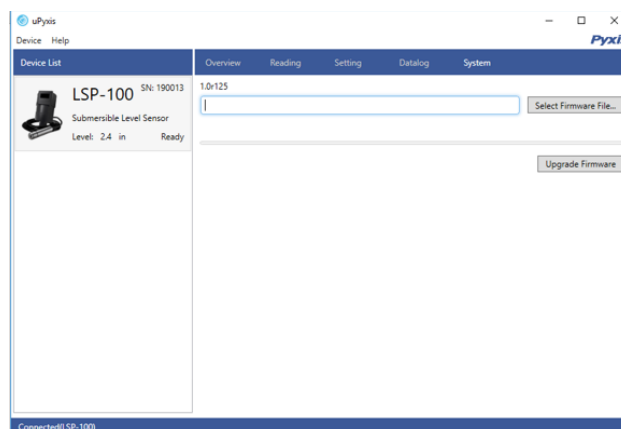 uPyxis
Device Help
Device List
Overview Reading Setting Datalog System
LSP-100 SN: 190013
Submersible Level Sensor
Level: 2.4 in Ready
1.0r125
Select Firmware File...
Upgrade Firmware
Connected(LSP-100)